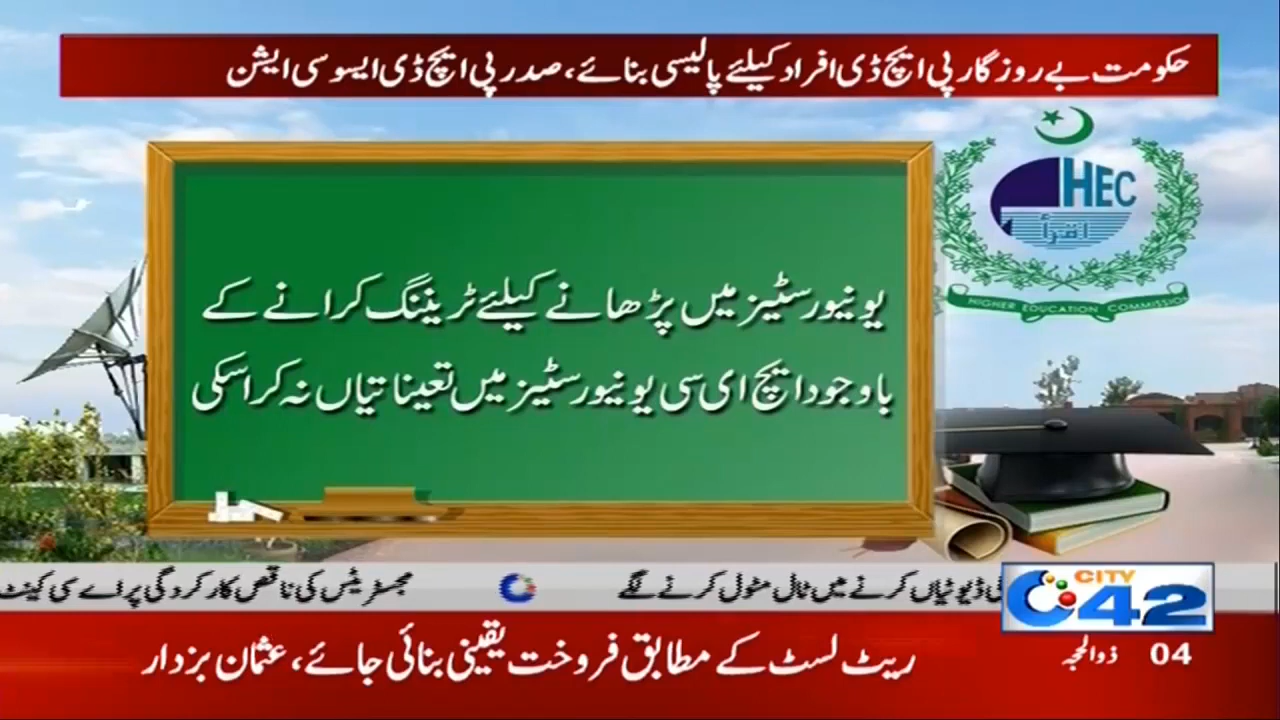 حکومت بے روزگار پی ایچ ڈی افراد کیلئے پالیسی بنائے، صدر پی ایچ ڈی ایسوسی ایشن
HEC
اقرأ
HIGHER EDUCATION COMMISSION
یونیورسٹیز میں پڑھانے کیلئے ٹریننگ کرانے کے
باوجود ایچ ای سی یونیورسٹیز میں تعیناتیاں نہ کراسکی
ڈیوٹیاں کرنے میں ٹال مٹول کرنے لگے
مجسٹریٹس کی ناقص کارکردگی پر اے سی کینٹ
CITY
42
ریٹ لسٹ کے مطابق فروخت یقینی بنائی جائے، عثمان بزدار
04 ذوالحجہ